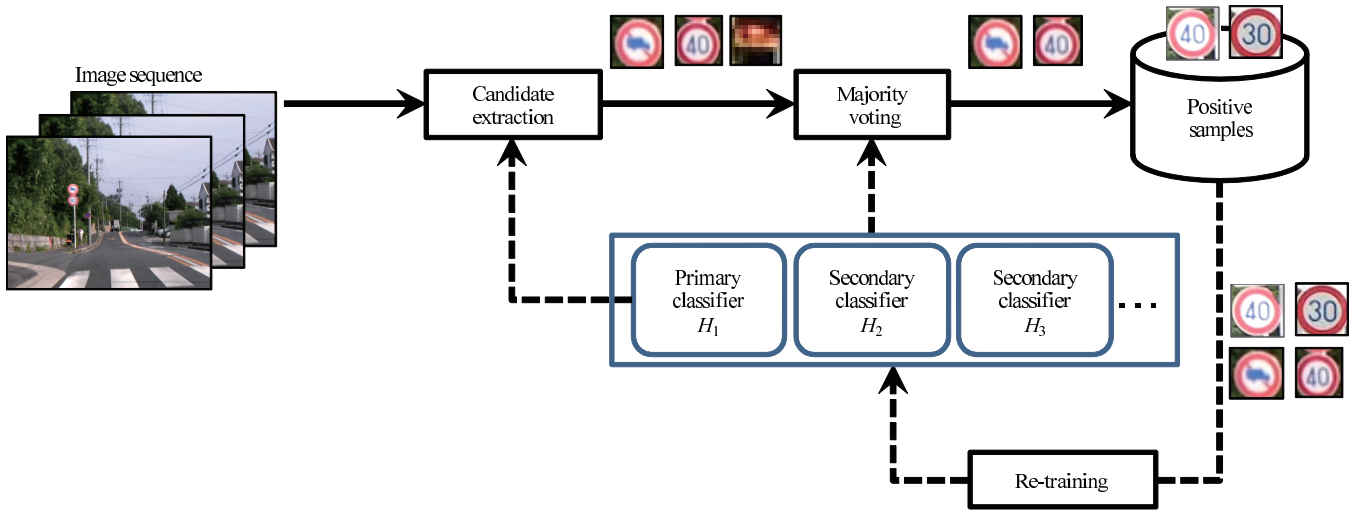 Image sequence
Candidate
extraction
40
Majority
voting
40
40
30
Positive
samples
Primary
classifier
H1
Secondary
classifier
H2
Secondary
classifier
H3
....
40
30
40
Re-training